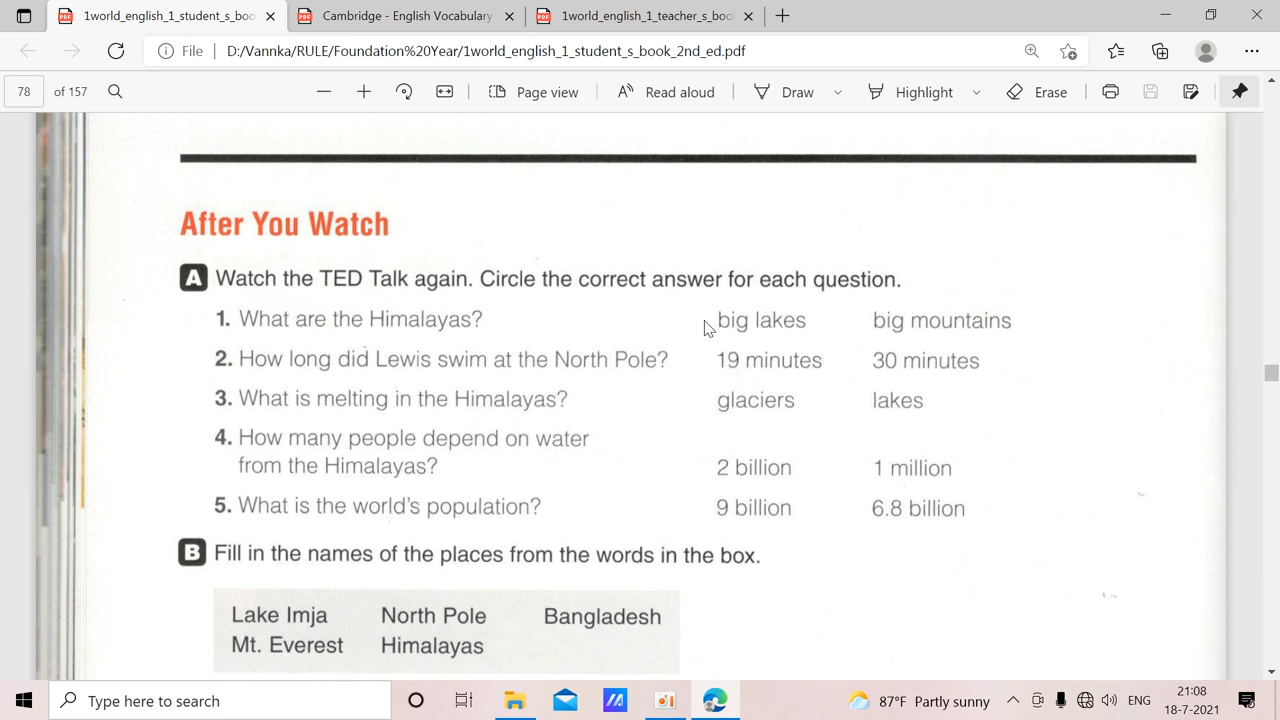 1world_english_1_student_s_boo
Cambridge - English Vocabulary
1world_english_1_teacher_s_bool
File D:/Vannka/RULE/Foundation%20Year/1world_english_1_student_s_book_2nd_ed.pdf
78 of 157 Page view Read aloud Draw Highlight Erase
After You Watch
A Watch the TED Talk again. Circle the correct answer for each question.
1. What are the Himalayas? big lakes big mountains
2. How long did Lewis swim at the North Pole? 19 minutes 30 minutes
3. What is melting in the Himalayas? glaciers lakes
4. How many people depend on water
from the Himalayas? 2 billion 1 million
5. What is the world's population? 9 billion 6.8 billion
B Fill in the names of the places from the words in the box.
Lake Imja North Pole Bangladesh
Mt. Everest Himalayas
Type here to search 87°F Partly sunny ENG 21:08
18-7-2021